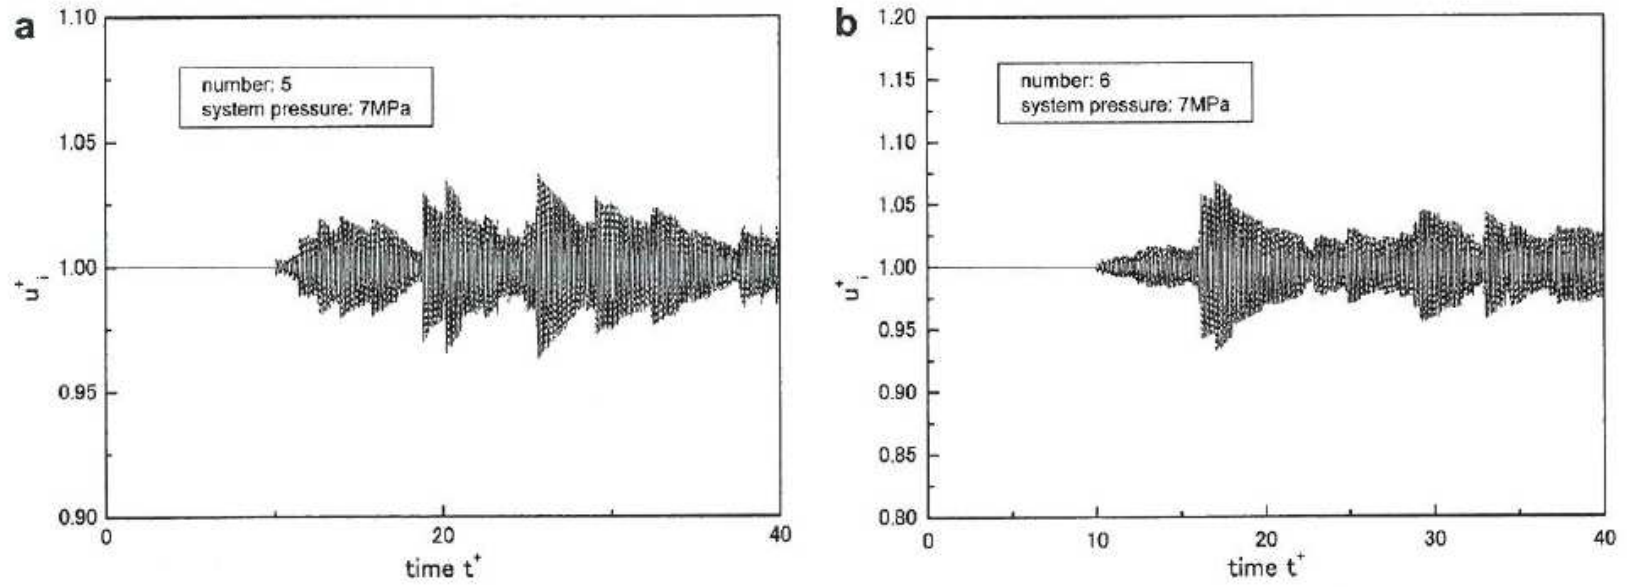 a
1.10
1.05
1.00
0.95
0.90
u+i
number: 5
system pressure: 7MPa
0
20
40
time t+
b
1.20
1.15
1.10
1.05
1.00
0.95
0.90
0.85
0.80
u+i
number: 6
system pressure: 7MPa
0
10
20
30
40
time t+